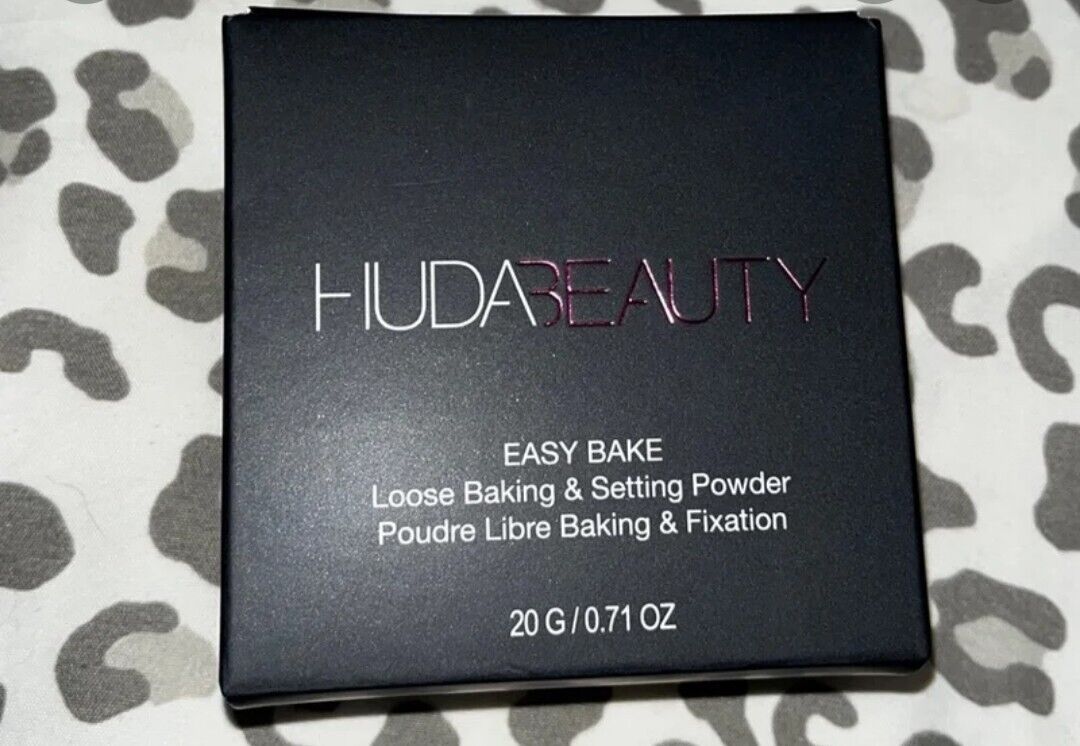 HUDABEAUTY
EASY BAKE
Loose Baking & Setting Powder
Poudre Libre Baking & Fixation
20 G / 0.71 OZ